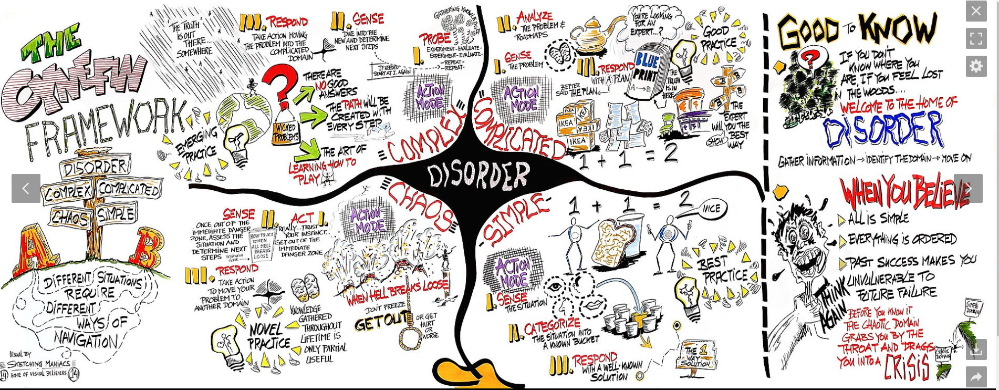 THE
CYNEFIN
FRAMEWORK
DISORDER
COMPLEX
COMPLICATED
CHAOS
SIMPLE
A
B
DIFFERENT SITUATIONS
REQUIRE
DIFFERENT
WAYS OF
NAVIGATION
VISUAL BY
SKETCHING MANIACS
HOME OF VISUAL BELIEVERS
14
14
THE TRUTH
IS OUT
THERE...
SOMEWHERE
III. RESPOND
TAKE ACTION MOVING
THE PROBLEM INTO THE
COMPLICATED
DOMAIN
II. SENSE
DIVE INTO THE
NEW AND DETERMINE
NEXT STEPS
GATHERING KNOWLEDGE
PROBE
I.
EXPERIMENT-EVALUATE-
EXPERIMENT-EVALUATE-
-REPEAT-
-REPEAT-
IF NEEDED
START AT I. AGAIN
ACTION
MODE
?
WICKED
PROBLEMS
THERE ARE
NO GOOD
ANSWERS
THE PATH WILL BE
CREATED WITH
EVERY STEP
THE ART OF
LEARNING HOW TO
PLAY
EMERGING
PRACTICE
COMPLEX
II. ANALYZE
THE PROBLEM &
ROADMAPS
I. SENSE
THE PROBLEM
III. RESPOND
WITH A PLAN
BETTER
SAID THE PLAN
!
YOU'RE LOOKING
FOR AN
EXPERT...?
BLUE
PRINT
A→B
THE
TRUTH
IS IN
HERE
GOOD
PRACTICE
B
B
B
B
THE
EXPERT
WILL YOU THE
SHOW BEST
WAY
ACTION
MODE
IKEA
IKEA
IKEA
IKEA
IKEA
1 + 1 = 2
COMPLICATED
DISORDER
CHAOS
SENSE II.
ONCE OUT OF THE
IMMEDIATE DANGER
ZONE, ASSESS THE
SITUATION AND
DETERMINE NEXT
STEPS
HOW TO ACT
WHEN
ALL HELL
BREAKS
LOOSE
ACT I.
REALLY...TRUST
YOUR INSTINCT...
GET OUT OF THE
IMMEDIATE
DANGER ZONE
ACTION
MODE
III. RESPOND
TAKE ACTION
TO MOVE YOUR
PROBLEM TO
ANOTHER DOMAIN
NOVEL
PRACTICE
KNOWLEDGE
GATHERED
THROUGHOUT
LIFETIME IS
ONLY PARTIAL
USEFUL
WHEN HELL BREAKS LOOSE
DON'T FREEZE
GET OUT
OR GET
HURT
OR
WORSE
SIMPLE
1 + 1 = 2
NICE
ACTION
MODE
I. SENSE
THE SITUATION
II. CATEGORIZE
THE SITUATION INTO
A KNOWN BUCKET
III. RESPOND
WITH A WELL-KNOWN
SOLUTION
BEST
PRACTICE
THE 1
WAY
SOLUTION
GOOD TO KNOW
?
IF YOU DON'T
KNOW WHERE YOU
ARE, IF YOU FEEL LOST
IN THE WOODS....
WELCOME TO THE HOME OF
DISORDER
GATHER INFORMATION → IDENTIFY THE DOMAIN → MOVE ON
WHEN YOU BELIEVE
ALL IS SIMPLE
EVERYTHING IS ORDERED
PAST SUCCESS MAKES YOU
UNVULNERABLE TO
FUTURE FAILURE
THINK
AGAIN
BEFORE YOU KNOW IT
THE CHAOTIC DOMAIN
GRABS YOU BY THE
THROAT AND DRAGS
YOU INTO A CRISIS
SIMPLE
DOMAIN
CHAOTIC
DOMAIN